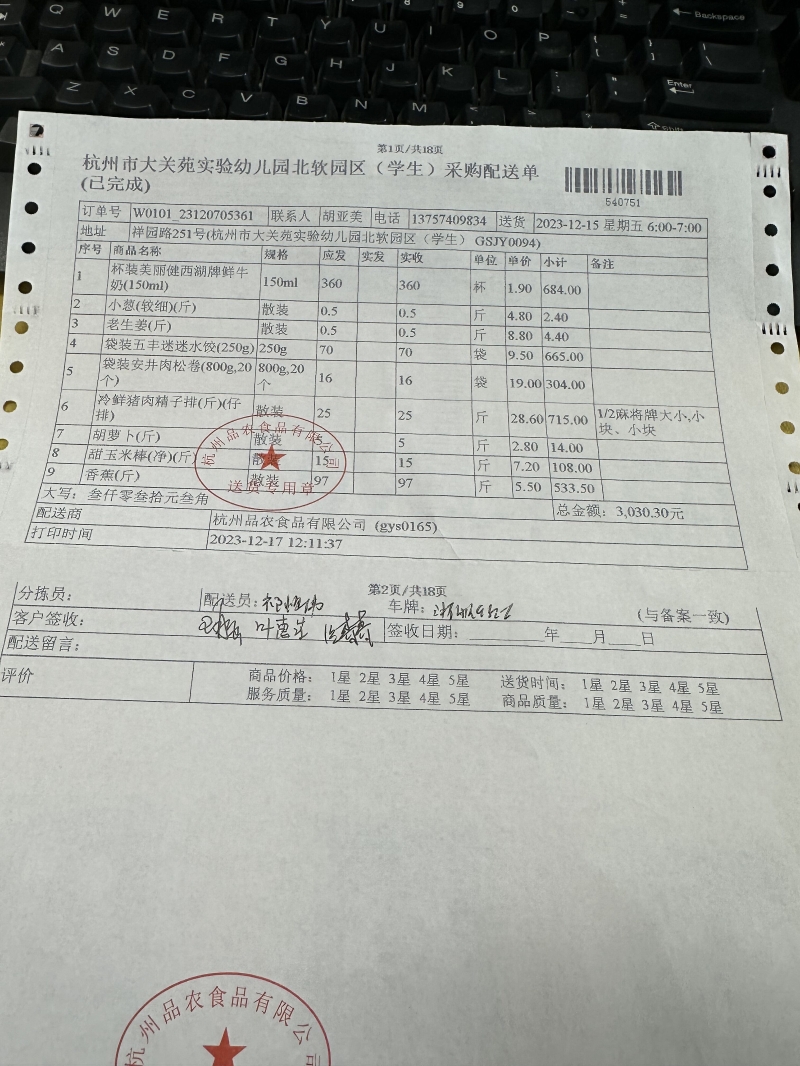 Q W E R T Y U I O P Backspace
A S D F G H J K L Enter
Z X C V B N M Shift
第1页/共18页
杭州市大关苑实验幼儿园北软园区（学生）采购配送单
(已完成)
540751
订单号 W0101_23120705361 联系人 胡亚美 电话 13757409834 送货 2023-12-15 星期五 6:00-7:00
地址 祥园路251号(杭州市大关苑实验幼儿园北软园区（学生） GSJY0094)
序号 商品名称 规格 应发 实发 实收 单位 单价 小计 备注
1 杯装美丽健西湖牌鲜牛奶(150ml) 150ml 360 360 杯 1.90 684.00
2 小葱(较细)(斤) 散装 0.5 0.5 斤 4.80 2.40
3 老生姜(斤) 散装 0.5 0.5 斤 8.80 4.40
4 袋装五丰迷迷水饺(250g) 250g 70 70 袋 9.50 665.00
5 袋装安井肉松卷(800g,20个) 800g,20个 16 16 袋 19.00 304.00
6 冷鲜猪肉精子排(斤)(仔排) 散装 25 25 斤 28.60 715.00 1/2麻将牌大小,小块、小块
7 胡萝卜(斤) 散装 5 5 斤 2.80 14.00
8 甜玉米棒(净)(斤) 散装 15 15 斤 7.20 108.00
9 香蕉(斤) 散装 97 97 斤 5.50 533.50
大写：叁仟零叁拾元叁角 总金额：3,030.30元
配送商 杭州品农食品有限公司 (gys0165)
打印时间 2023-12-17 12:11:37
杭州品农食品有限公司
送货专用章
第2页/共18页
分拣员： 配送员： 车牌： (与备案一致)
客户签收： 叶惠生 签收日期：____年____月____日
配送留言：
评价 商品价格： 1星 2星 3星 4星 5星 送货时间： 1星 2星 3星 4星 5星
服务质量： 1星 2星 3星 4星 5星 商品质量： 1星 2星 3星 4星 5星
杭州品农食品有限公司